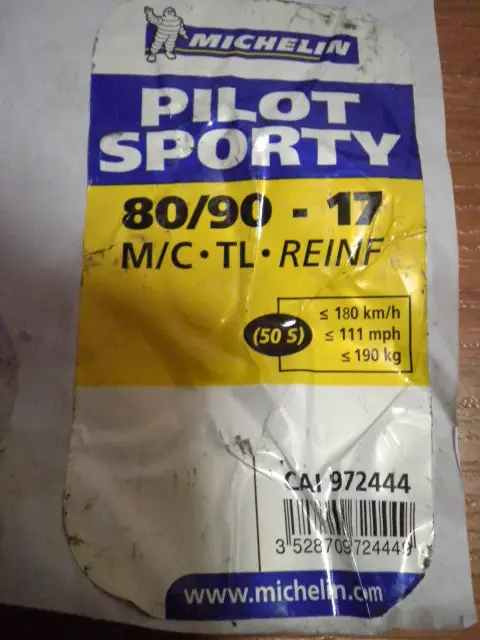 MICHELIN
PILOT
SPORTY
80/90 - 17
M/C · TL · REINF
≤ 180 km/h
(50 S) ≤ 111 mph
≤ 190 kg
CAI 972444
3 528709 724449
www.michelin.com